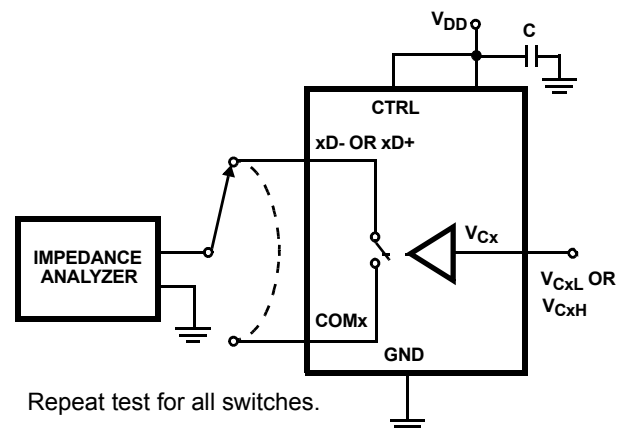 VDD
C
CTRL
xD- OR xD+
IMPEDANCE
ANALYZER
VCx
VCxL OR
VCxH
COMx
GND
Repeat test for all switches.